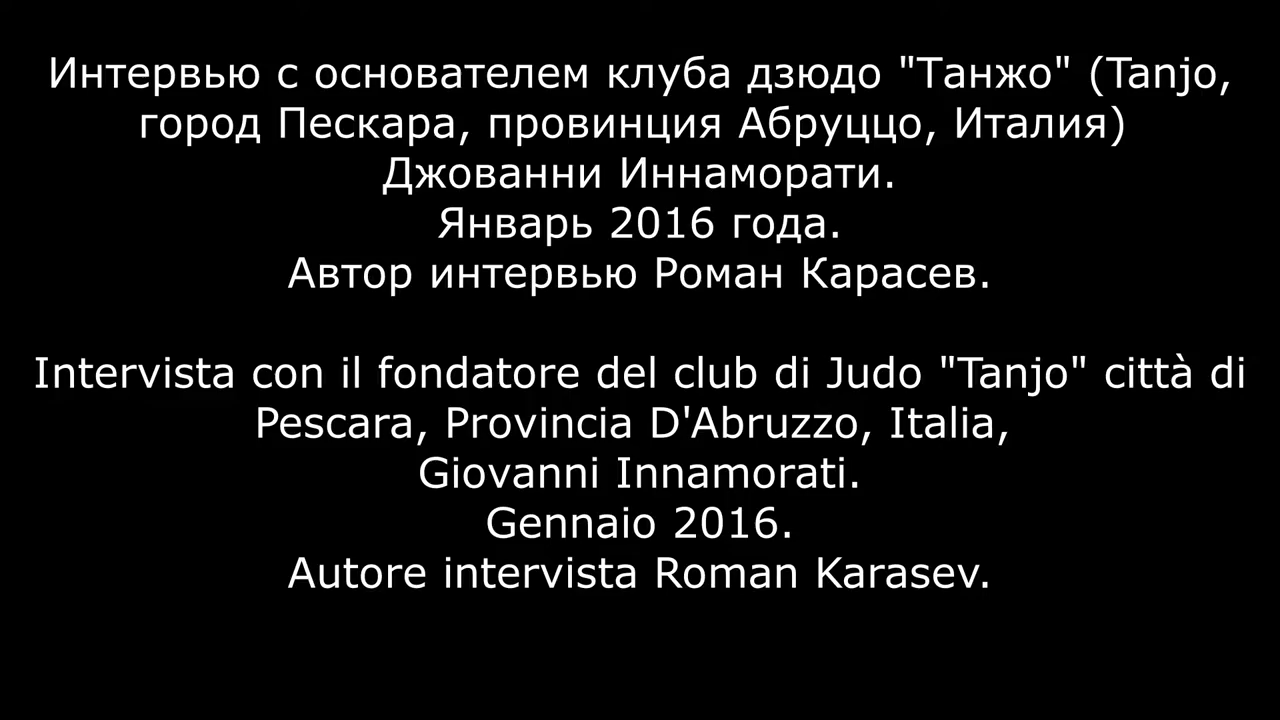 Интервью с основателем клуба дзюдо "Танжо" (Tanjo,
город Пескара, провинция Абруццо, Италия)
Джованни Иннаморати.
Январь 2016 года.
Автор интервью Роман Карасев.
Intervista con il fondatore del club di Judo "Tanjo" città di
Pescara, Provincia D'Abruzzo, Italia,
Giovanni Innamorati.
Gennaio 2016.
Autore intervista Roman Karasev.